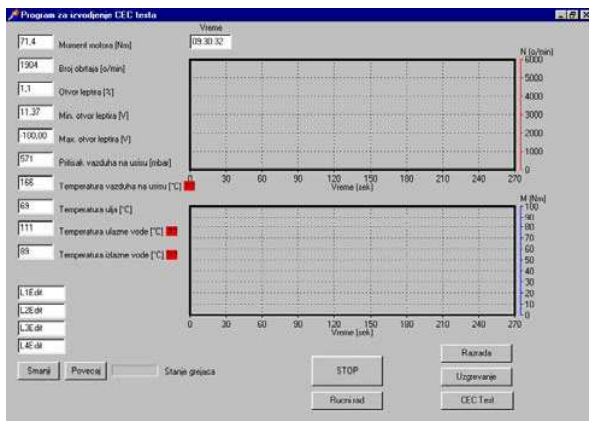 Program za izvodjenje CEC testa
Vreme
09:30:32
71,4 Moment motora [Nm]
1904 Broj obrtaja [o/min]
1,1 Otvor leptira [%]
11,37 Min. otvor leptira [V]
-100,00 Max. otvor leptira [V]
571 Pritisak vazduha na usisu [mbar]
166 Temperatura vazduha na usisu [°C]
69 Temperatura ulja [°C]
111 Temperatura ulazne vode [°C]
89 Temperatura izlazne vode [°C]
L1Edit
L2Edit
L3Edit
L4Edit
Smanji Povecaj Stanje grejaca
N [o/min]
6000
5000
4000
3000
2000
1000
0
0 30 60 90 120 150 180 210 240 270
Vreme [sek]
M [Nm]
100
90
80
70
60
50
40
30
20
10
0
0 30 60 90 120 150 180 210 240 270
Vreme [sek]
STOP
Rucni rad
Razrada
Uzgrevanje
CEC Test